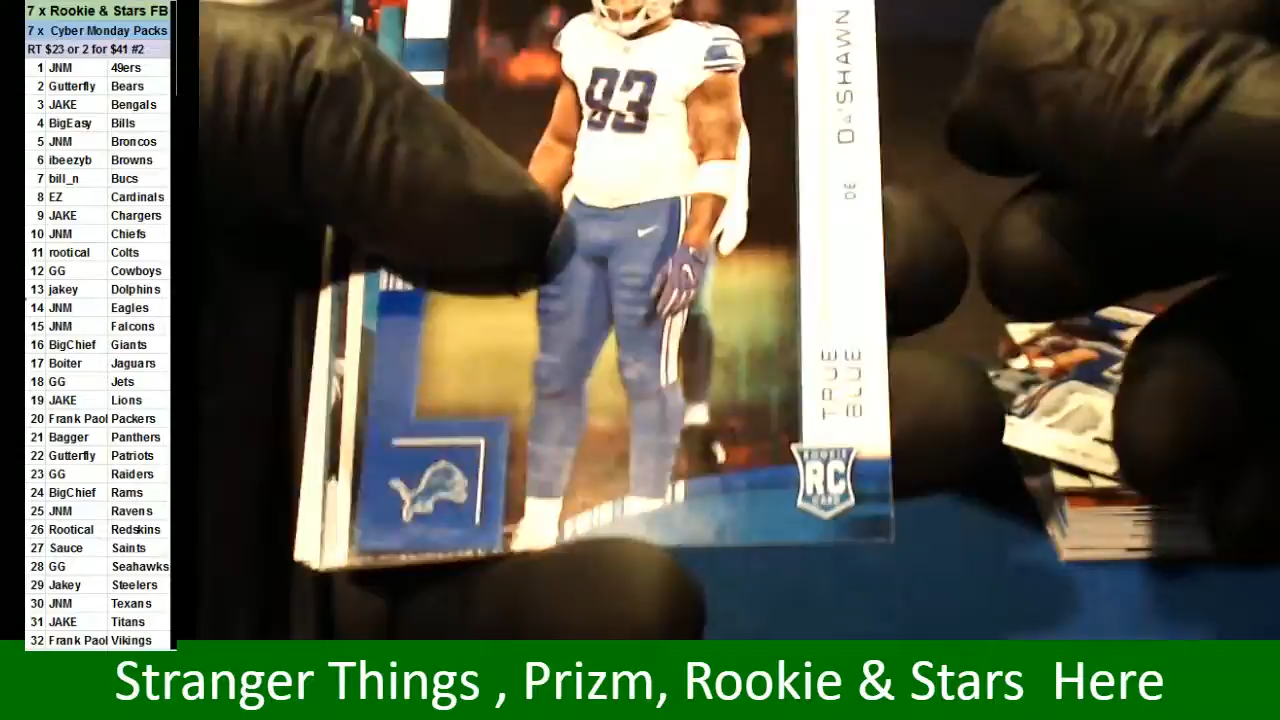 7 x Rookie & Stars FB
7 x Cyber Monday Packs
RT $23 or 2 for $41 #2
1 JNM 49ers
2 Gutterfly Bears
3 JAKE Bengals
4 BigEasy Bills
5 JNM Broncos
6 ibeezyb Browns
7 bill_n Bucs
8 EZ Cardinals
9 JAKE Chargers
10 JNM Chiefs
11 rootical Colts
12 GG Cowboys
13 jakey Dolphins
14 JNM Eagles
15 JNM Falcons
16 BigChief Giants
17 Boiter Jaguars
18 GG Jets
19 JAKE Lions
20 Frank Paol Packers
21 Bagger Panthers
22 Gutterfly Patriots
23 GG Raiders
24 BigChief Rams
25 JNM Ravens
26 Rootical Redskins
27 Sauce Saints
28 GG Seahawks
29 Jakey Steelers
30 JNM Texans
31 JAKE Titans
32 Frank Paol Vikings
93
DE Da'SHAWN
TRUE
BLUE
ROOKIE
RC
CARD
Stranger Things , Prizm, Rookie & Stars Here